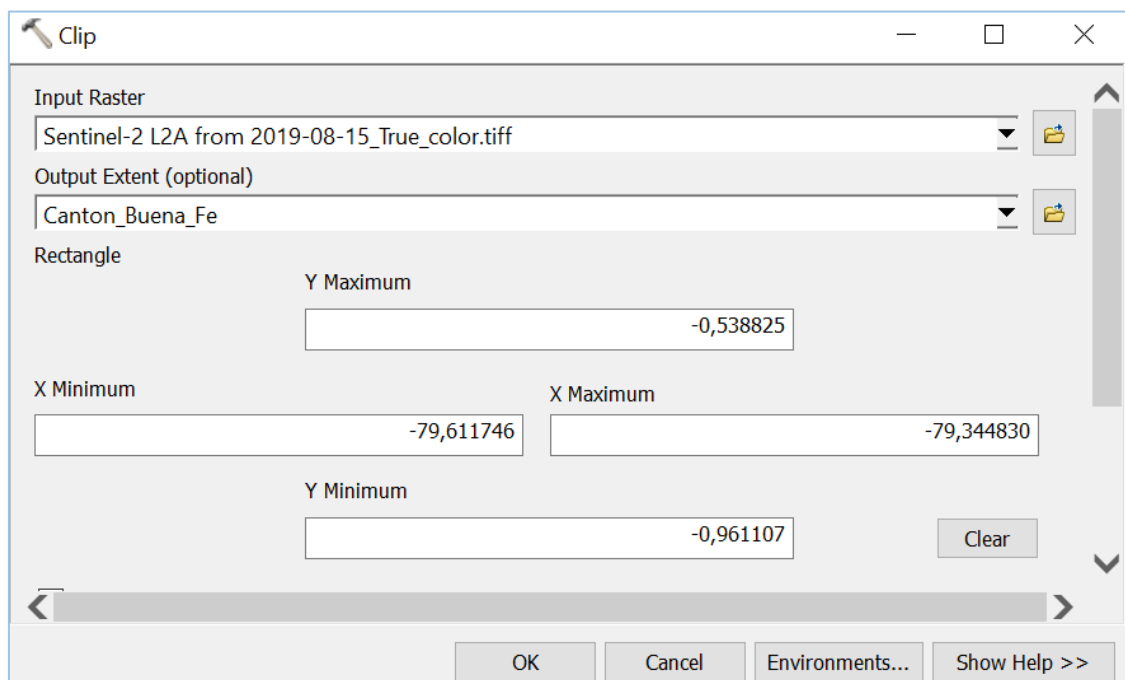 Clip
Input Raster
Sentinel-2 L2A from 2019-08-15_True_color.tiff
Output Extent (optional)
Canton_Buena_Fe
Rectangle
Y Maximum
-0,538825
X Minimum
X Maximum
-79,611746
-79,344830
Y Minimum
-0,961107
Clear
OK
Cancel
Environments...
Show Help >>